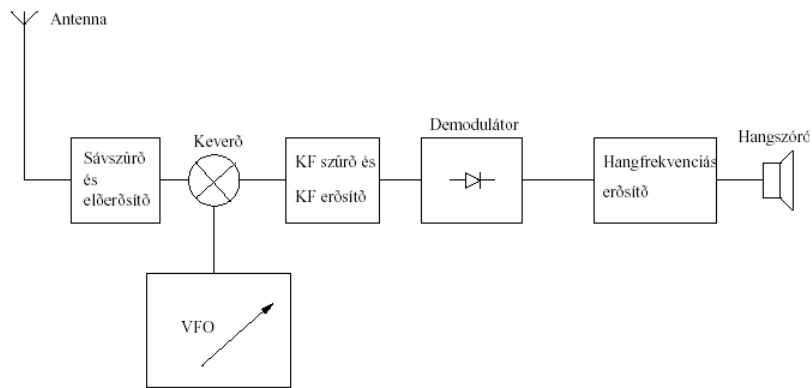 Antenna
Sávszûrõ
és
elõerõsítõ
Keverõ
KF szûrõ és
KF erõsítõ
Demodulátor
Hangfrekvenciás
erõsítõ
Hangszóró
VFO